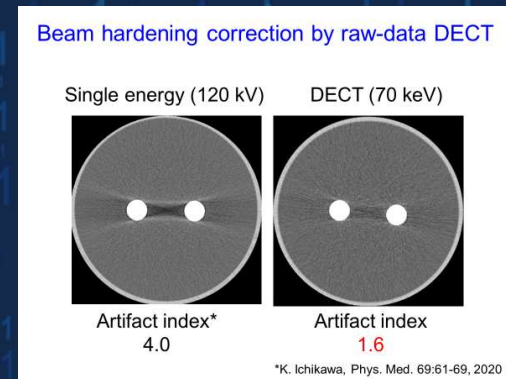 Beam hardening correction by raw-data DECT
Single energy (120 kV)
DECT (70 keV)
Artifact index*
4.0
Artifact index
1.6
*K. Ichikawa, Phys. Med. 69:61-69, 2020